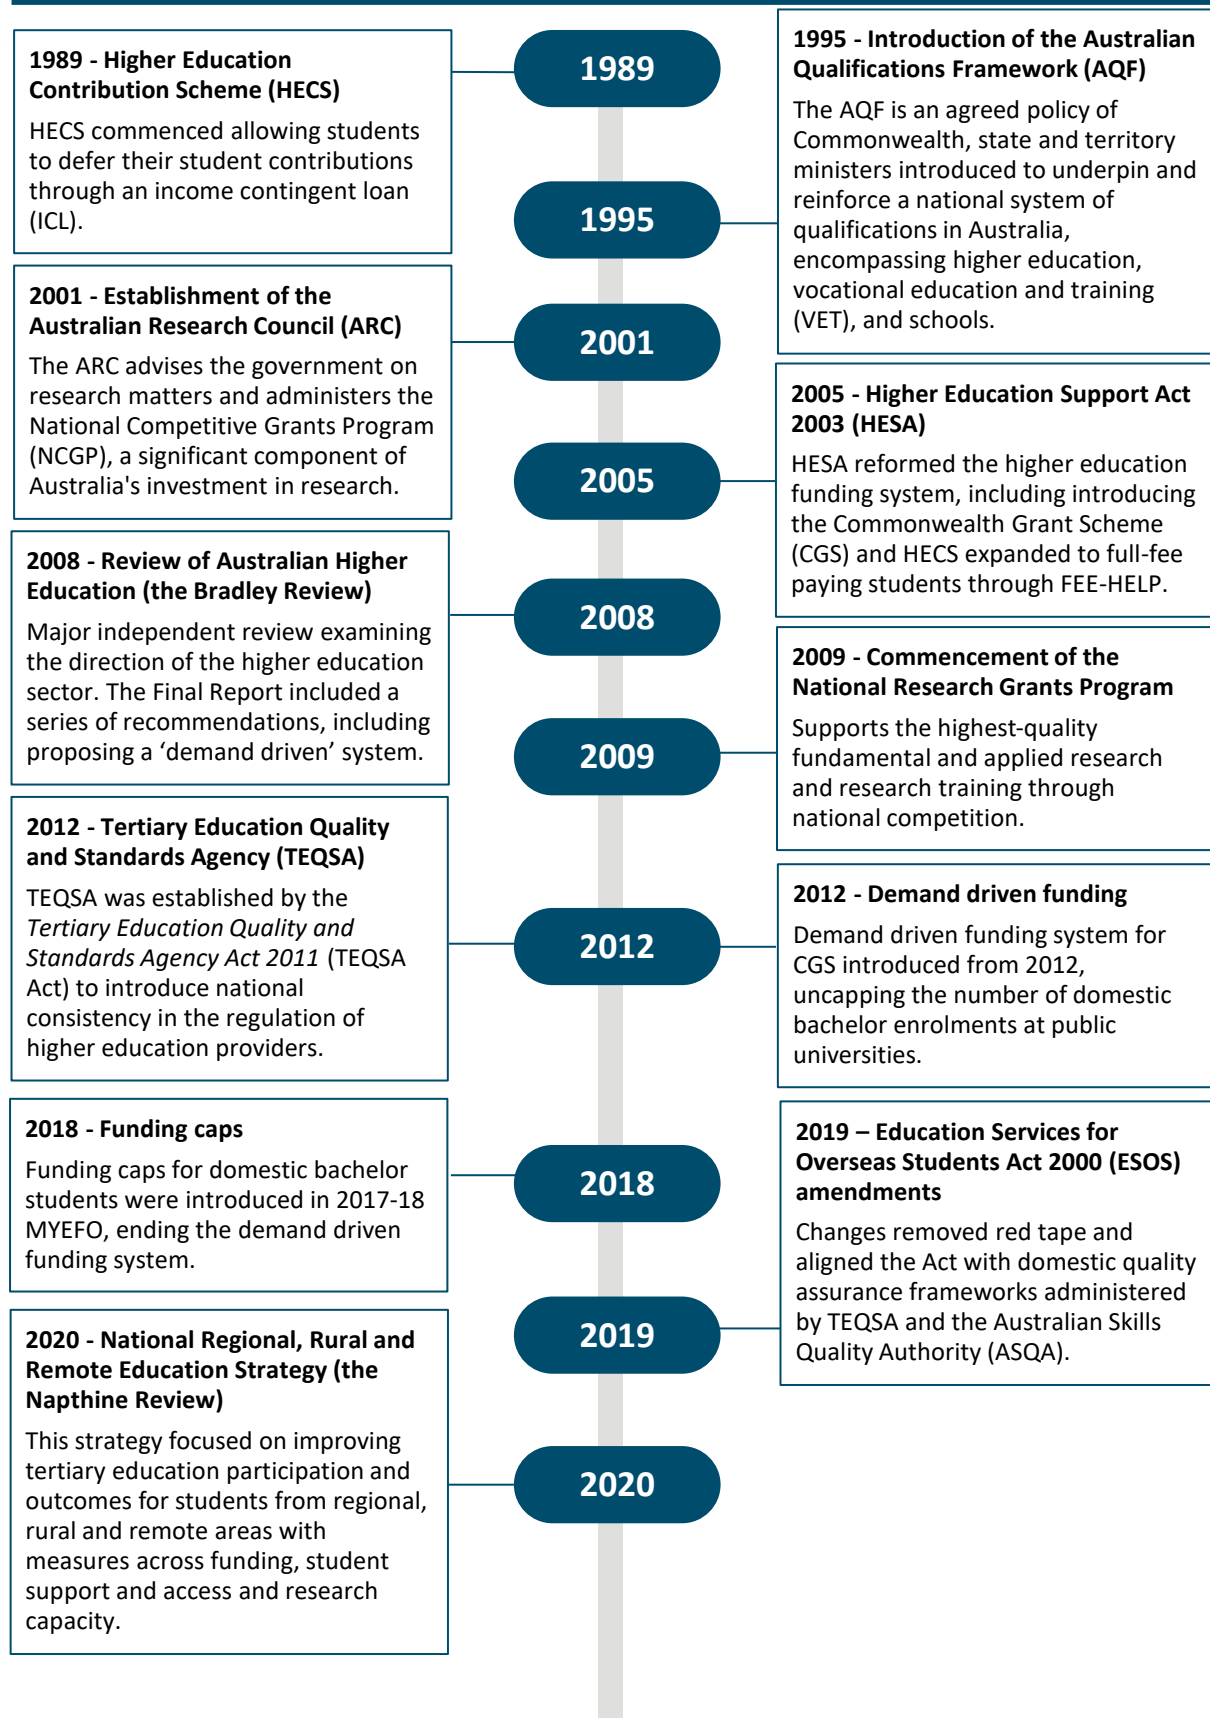 1989
1989 - Higher Education
Contribution Scheme (HECS)
HECS commenced allowing students
to defer their student contributions
through an income contingent loan
(ICL).
1995
1995 - Introduction of the Australian
Qualifications Framework (AQF)
The AQF is an agreed policy of
Commonwealth, state and territory
ministers introduced to underpin and
reinforce a national system of
qualifications in Australia,
encompassing higher education,
vocational education and training
(VET), and schools.
2001
2001 - Establishment of the
Australian Research Council (ARC)
The ARC advises the government on
research matters and administers the
National Competitive Grants Program
(NCGP), a significant component of
Australia's investment in research.
2005
2005 - Higher Education Support Act
2003 (HESA)
HESA reformed the higher education
funding system, including introducing
the Commonwealth Grant Scheme
(CGS) and HECS expanded to full-fee
paying students through FEE-HELP.
2008
2008 - Review of Australian Higher
Education (the Bradley Review)
Major independent review examining
the direction of the higher education
sector. The Final Report included a
series of recommendations, including
proposing a ‘demand driven’ system.
2009
2009 - Commencement of the
National Research Grants Program
Supports the highest-quality
fundamental and applied research
and research training through
national competition.
2012
2012 - Tertiary Education Quality
and Standards Agency (TEQSA)
TEQSA was established by the
Tertiary Education Quality and
Standards Agency Act 2011 (TEQSA
Act) to introduce national
consistency in the regulation of
higher education providers.
2012 - Demand driven funding
Demand driven funding system for
CGS introduced from 2012,
uncapping the number of domestic
bachelor enrolments at public
universities.
2018
2018 - Funding caps
Funding caps for domestic bachelor
students were introduced in 2017-18
MYEFO, ending the demand driven
funding system.
2019
2019 – Education Services for
Overseas Students Act 2000 (ESOS)
amendments
Changes removed red tape and
aligned the Act with domestic quality
assurance frameworks administered
by TEQSA and the Australian Skills
Quality Authority (ASQA).
2020
2020 - National Regional, Rural and
Remote Education Strategy (the
Napthine Review)
This strategy focused on improving
tertiary education participation and
outcomes for students from regional,
rural and remote areas with
measures across funding, student
support and access and research
capacity.